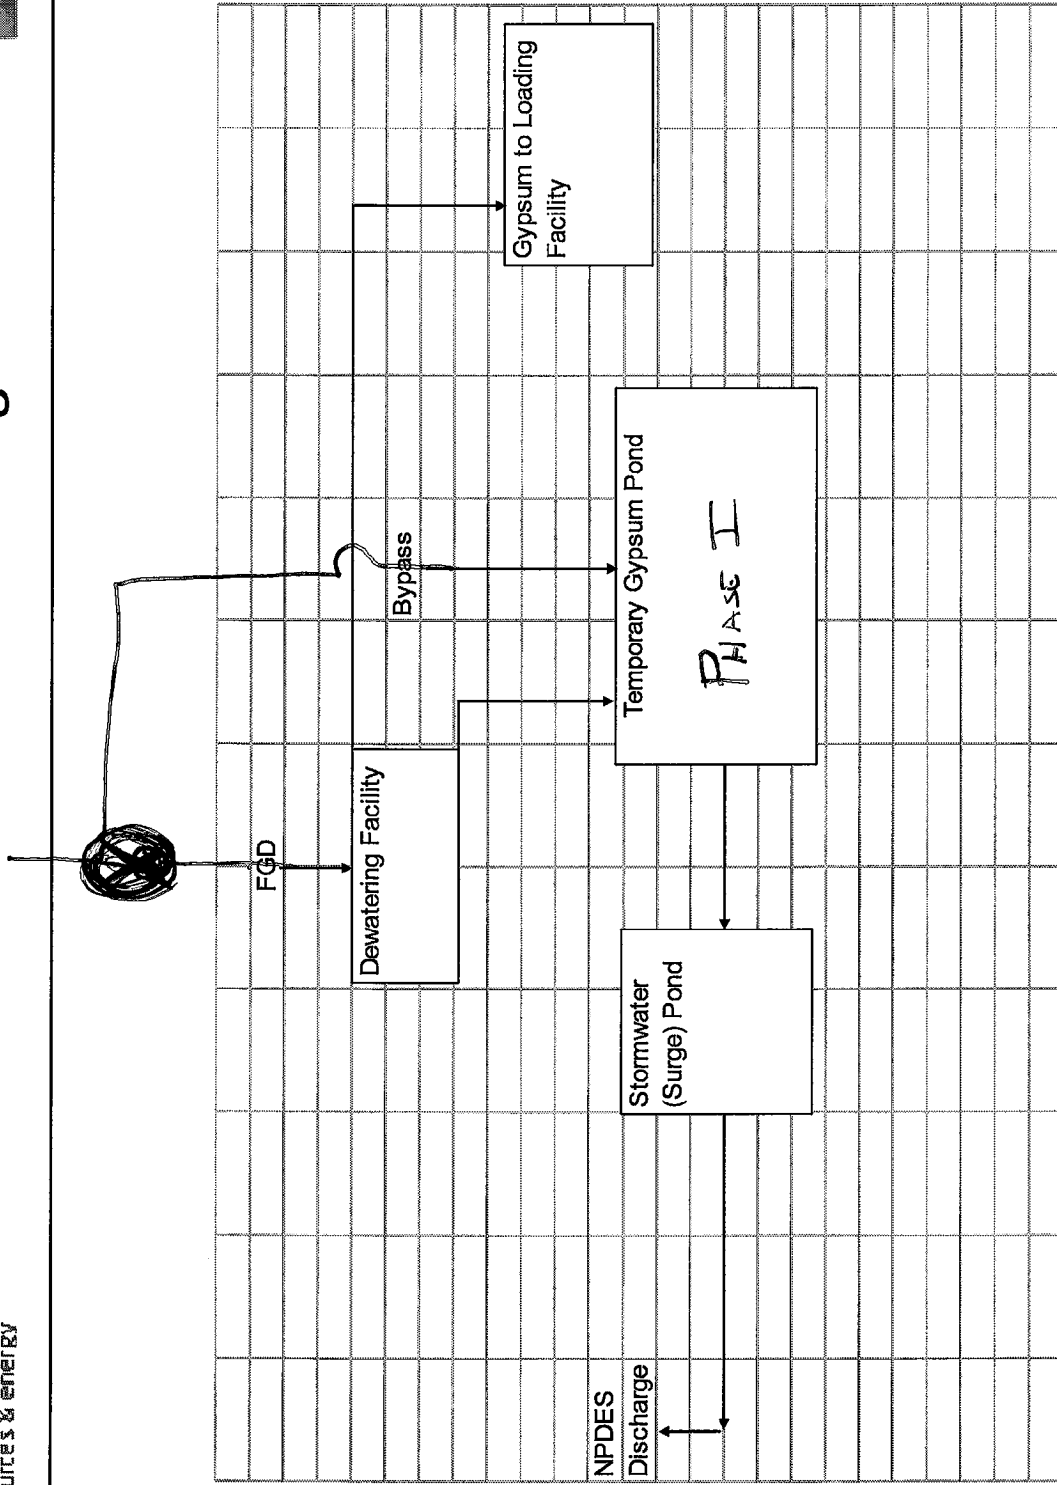 urces & energy
FGD
Dewatering Facility
Bypass
Gypsum to Loading
Facility
Temporary Gypsum Pond
PHASE I
Stormwater
(Surge) Pond
NPDES
Discharge